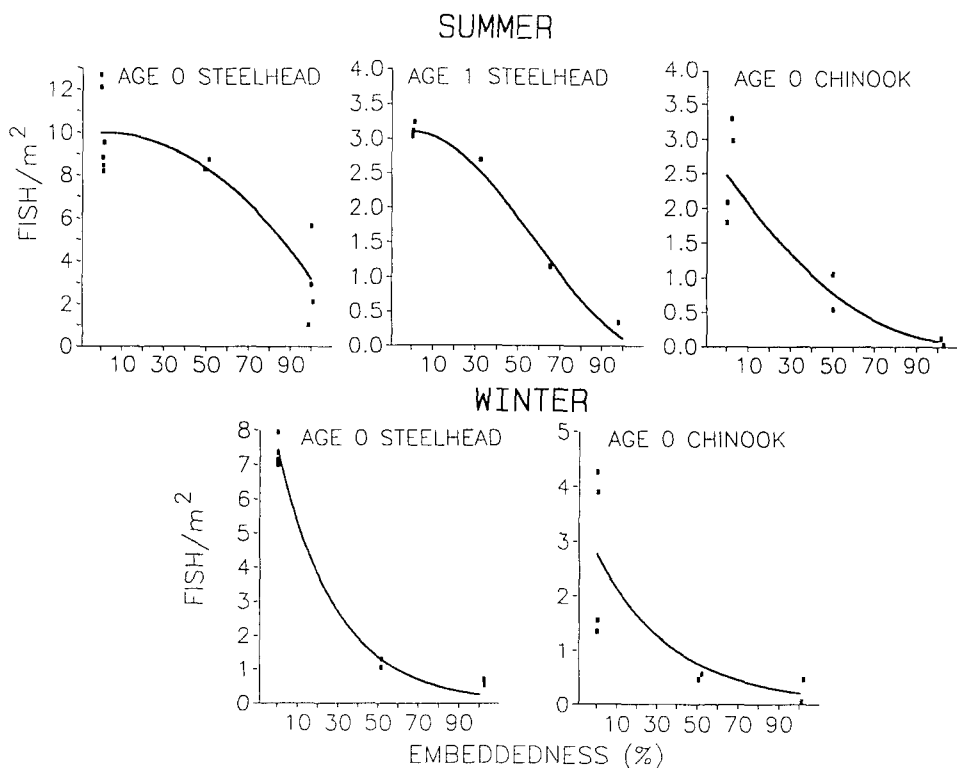 SUMMER
AGE 0 STEELHEAD
AGE 1 STEELHEAD
AGE 0 CHINOOK
FISH/m²
12
10
8
6
4
2
0
10 30 50 70 90
4.0
3.5
3.0
2.5
2.0
1.5
1.0
0.5
0.0
10 30 50 70 90
4.0
3.5
3.0
2.5
2.0
1.5
1.0
0.5
0.0
10 30 50 70 90
WINTER
AGE 0 STEELHEAD
AGE 0 CHINOOK
FISH/m²
8
7
6
5
4
3
2
1
0
10 30 50 70 90
5
4
3
2
1
0
10 30 50 70 90
EMBEDDEDNESS (%)